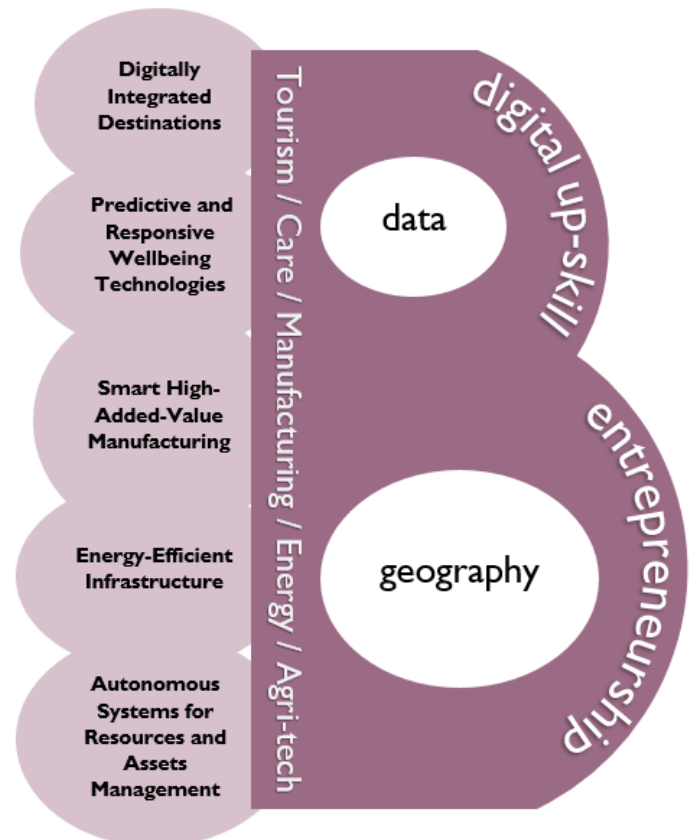 Digitally
Integrated
Destinations
Predictive and
Responsive
Wellbeing
Technologies
Smart High-
Added-Value
Manufacturing
Energy-Efficient
Infrastructure
Autonomous
Systems for
Resources and
Assets
Management
Tourism / Care / Manufacturing / Energy / Agri-tech
data
geography
digital up-skill
entrepreneurship